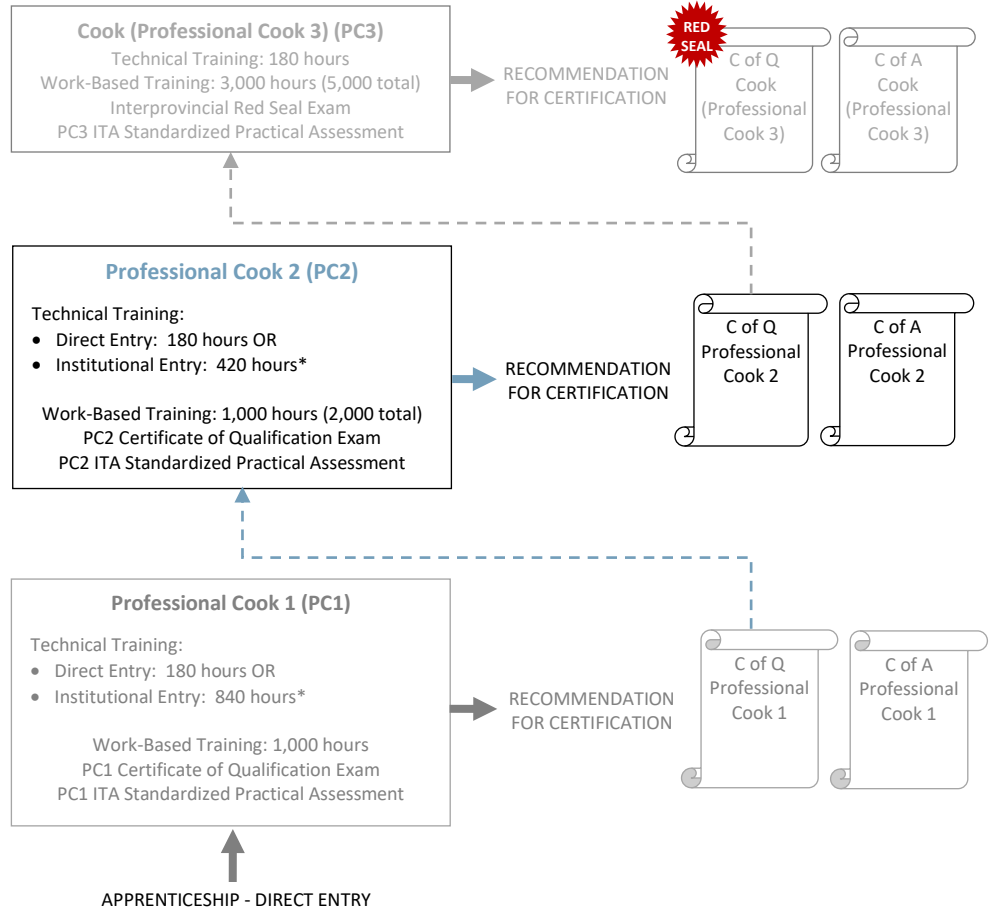 Cook (Professional Cook 3) (PC3)
Technical Training: 180 hours
Work-Based Training: 3,000 hours (5,000 total)
Interprovincial Red Seal Exam
PC3 ITA Standardized Practical Assessment
RECOMMENDATION
FOR CERTIFICATION
RED
SEAL
C of Q
Cook
(Professional
Cook 3)
C of A
Cook
(Professional
Cook 3)
Professional Cook 2 (PC2)
Technical Training:
• Direct Entry: 180 hours OR
• Institutional Entry: 420 hours*
Work-Based Training: 1,000 hours (2,000 total)
PC2 Certificate of Qualification Exam
PC2 ITA Standardized Practical Assessment
RECOMMENDATION
FOR CERTIFICATION
C of Q
Professional
Cook 2
C of A
Professional
Cook 2
Professional Cook 1 (PC1)
Technical Training:
• Direct Entry: 180 hours OR
• Institutional Entry: 840 hours*
Work-Based Training: 1,000 hours
PC1 Certificate of Qualification Exam
PC1 ITA Standardized Practical Assessment
RECOMMENDATION
FOR CERTIFICATION
C of Q
Professional
Cook 1
C of A
Professional
Cook 1
APPRENTICESHIP - DIRECT ENTRY